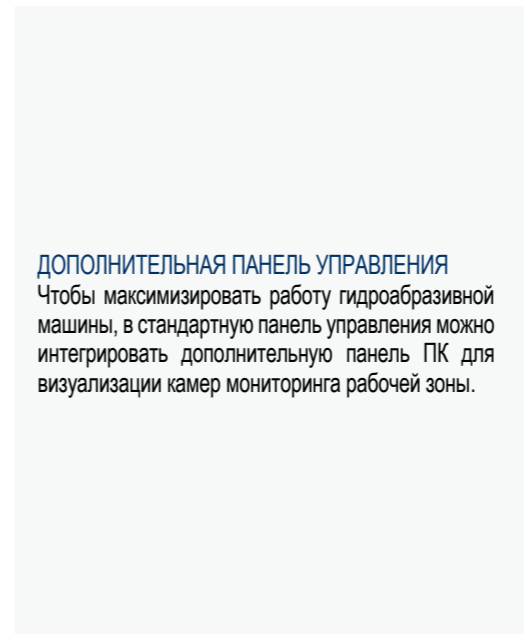 ДОПОЛНИТЕЛЬНАЯ ПАНЕЛЬ УПРАВЛЕНИЯ
Чтобы максимизировать работу гидроабразивной
машины, в стандартную панель управления можно
интегрировать дополнительную панель ПК для
визуализации камер мониторинга рабочей зоны.